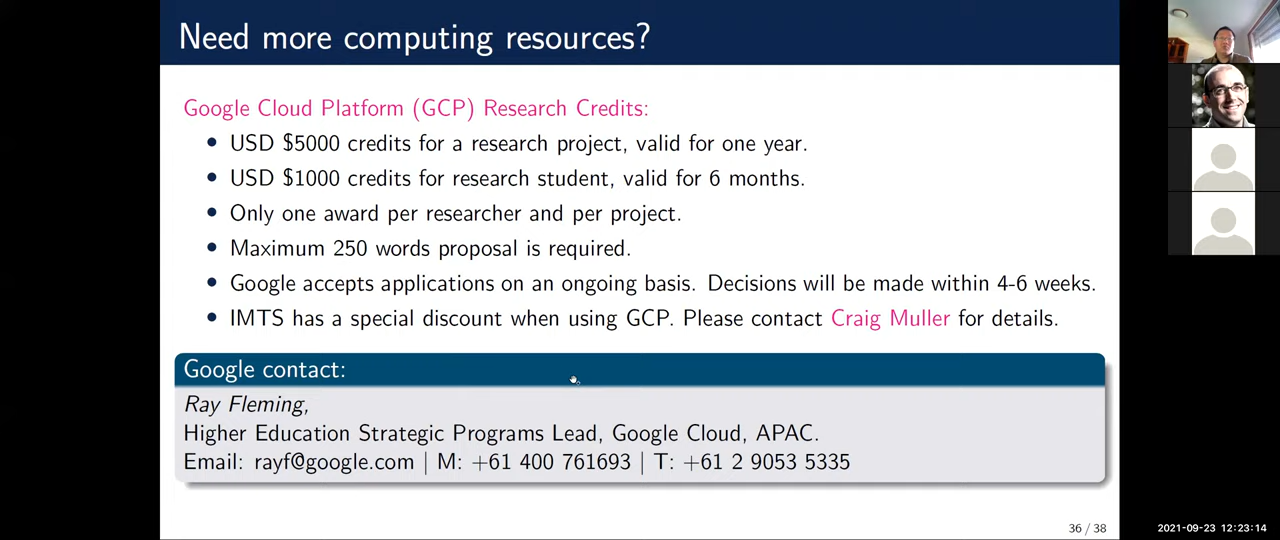 Need more computing resources?
Google Cloud Platform (GCP) Research Credits:
• USD $5000 credits for a research project, valid for one year.
• USD $1000 credits for research student, valid for 6 months.
• Only one award per researcher and per project.
• Maximum 250 words proposal is required.
• Google accepts applications on an ongoing basis. Decisions will be made within 4-6 weeks.
• IMTS has a special discount when using GCP. Please contact Craig Muller for details.
Google contact:
Ray Fleming,
Higher Education Strategic Programs Lead, Google Cloud, APAC.
Email: rayf@google.com | M: +61 400 761693 | T: +61 2 9053 5335
36 / 38
2021-09-23 12:23:14